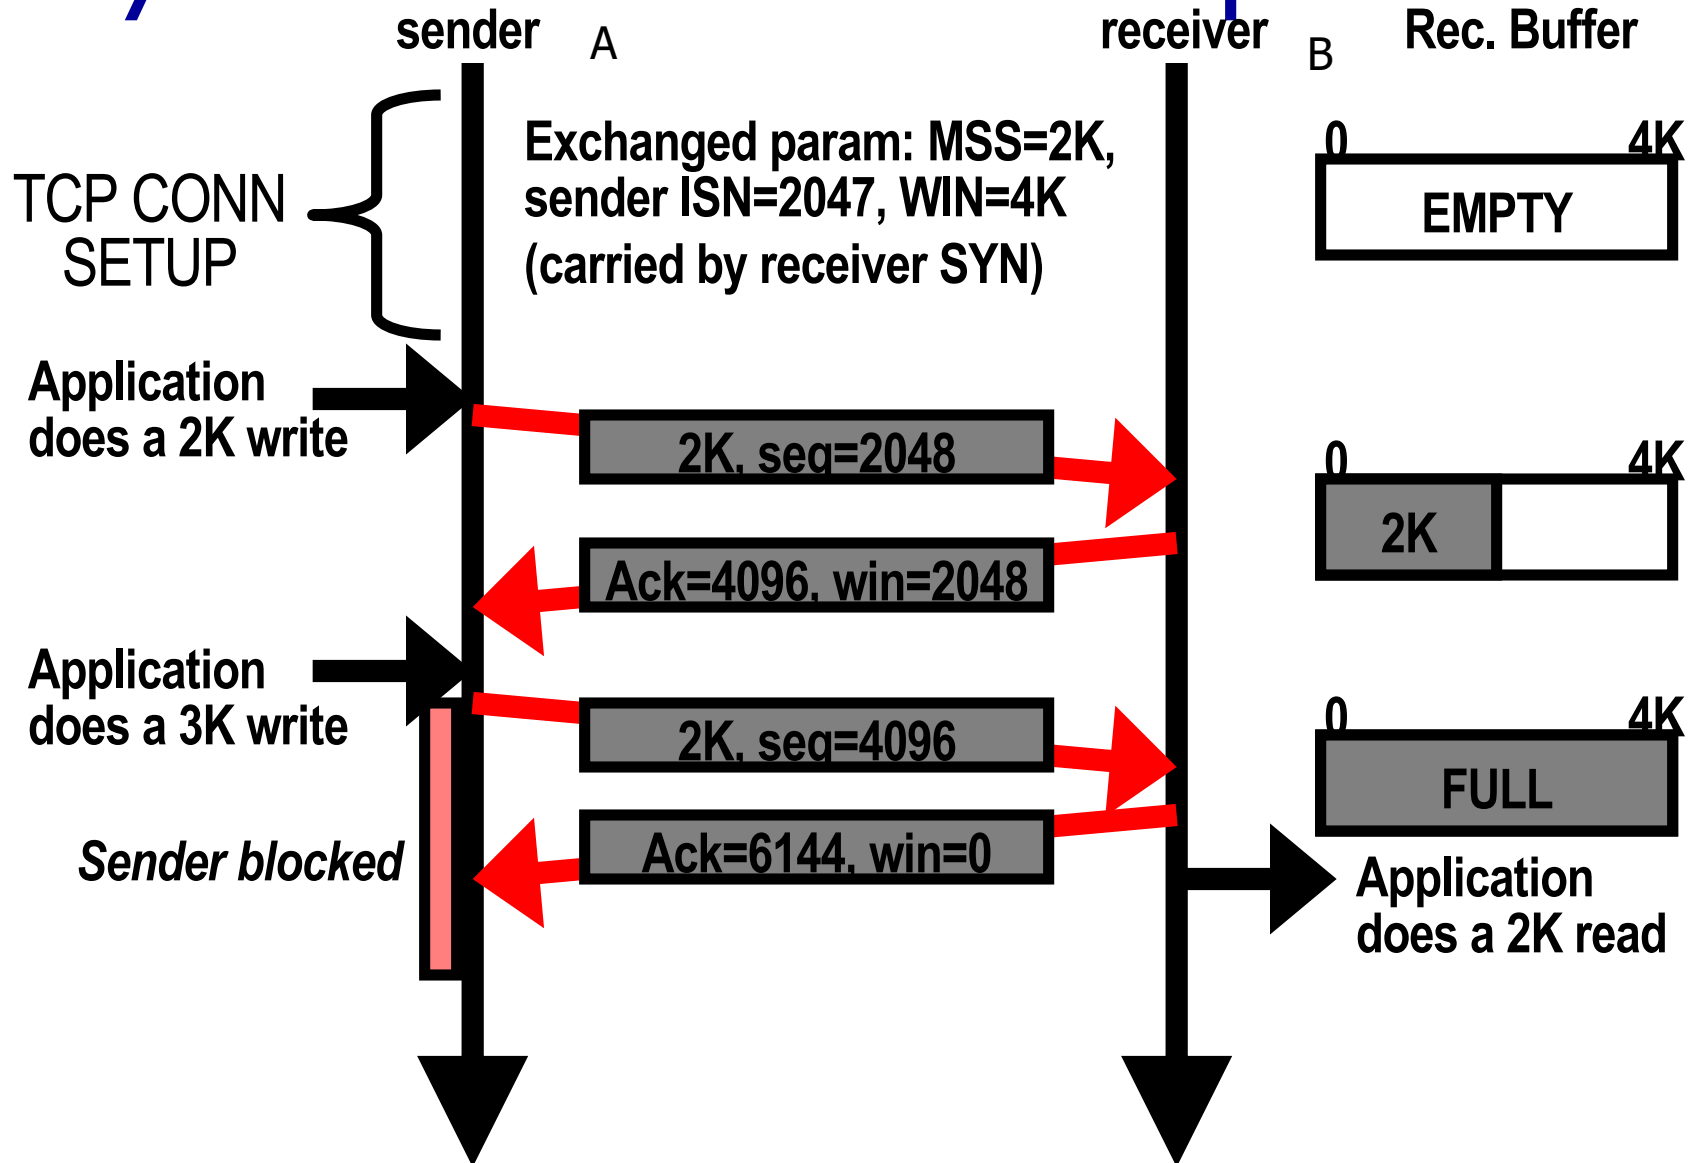 sender A receiver B Rec. Buffer
Exchanged param: MSS=2K,
sender ISN=2047, WIN=4K
(carried by receiver SYN)
TCP CONN
SETUP
0 4K
EMPTY
Application
does a 2K write
2K, seq=2048
0 4K
2K
Ack=4096, win=2048
Application
does a 3K write
2K, seq=4096
0 4K
FULL
Sender blocked
Ack=6144, win=0
Application
does a 2K read